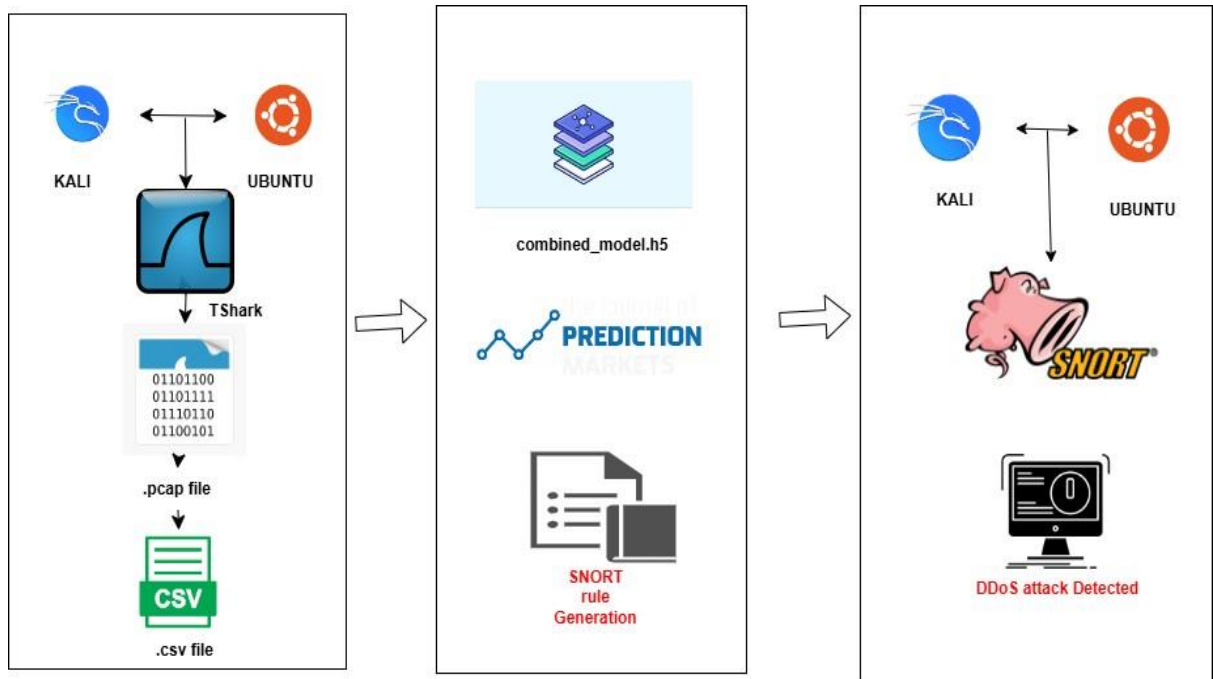 KALI
UBUNTU
TShark
01101100
01101111
01110110
01100101
.pcap file
CSV
.csv file
combined_model.h5
PREDICTION
MARKETS
SNORT
rule
Generation
KALI
UBUNTU
SNORT®
DDoS attack Detected